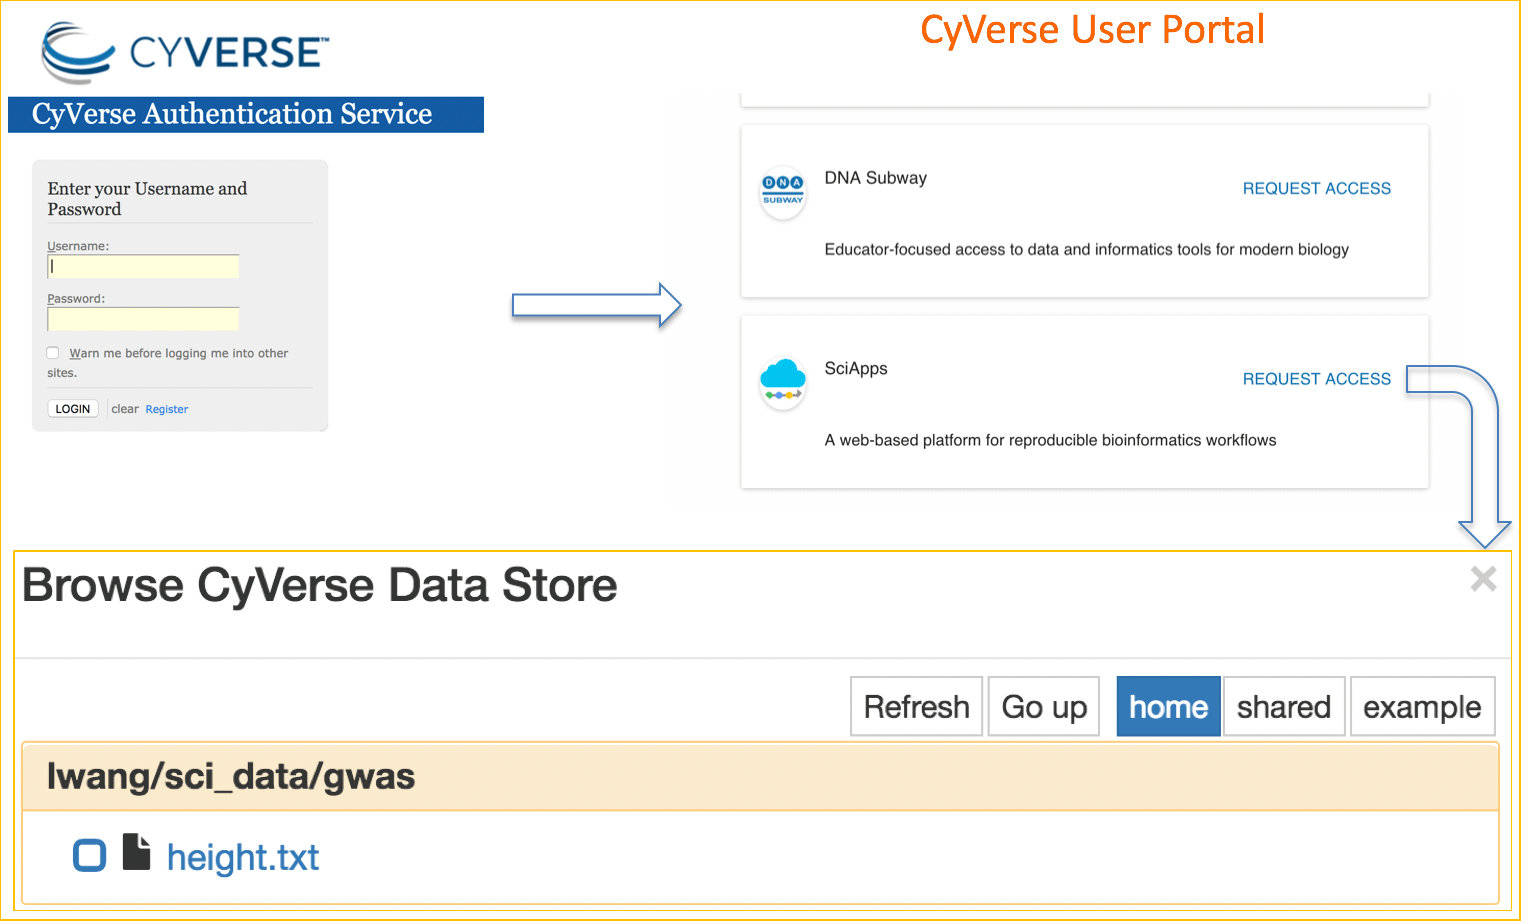 CYVERSE™
CyVerse User Portal
CyVerse Authentication Service
Enter your Username and
Password
Username:
Password:
Warn me before logging me into other
sites.
LOGIN clear Register
DNA
SUBWAY
DNA Subway
REQUEST ACCESS
Educator-focused access to data and informatics tools for modern biology
SciApps
REQUEST ACCESS
A web-based platform for reproducible bioinformatics workflows
Browse CyVerse Data Store
Refresh Go up home shared example
lwang/sci_data/gwas
height.txt